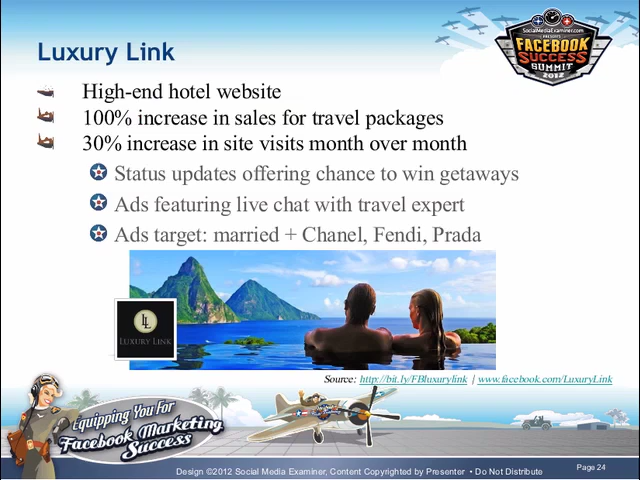 Luxury Link
SocialMediaExaminer.com
PRESENTS
FACEBOOK
SUCCESS
SUMMIT
2012
High-end hotel website
100% increase in sales for travel packages
30% increase in site visits month over month
Status updates offering chance to win getaways
Ads featuring live chat with travel expert
Ads target: married + Chanel, Fendi, Prada
LL
LUXURY LINK
Source: http://bit.ly/FBluxurylink | www.facebook.com/LuxuryLink
Equipping You For
Facebook Marketing
Success
Design ©2012 Social Media Examiner, Content Copyrighted by Presenter • Do Not Distribute
Page 24